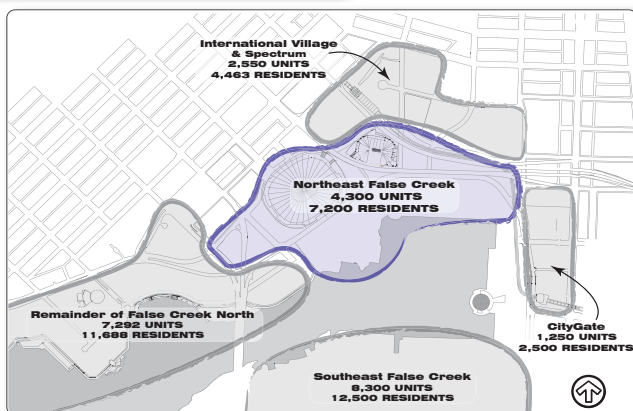 International Village
& Spectrum
2,550 UNITS
4,463 RESIDENTS
Northeast False Creek
4,300 UNITS
7,200 RESIDENTS
Remainder of False Creek North
7,292 UNITS
11,688 RESIDENTS
CityGate
1,250 UNITS
2,500 RESIDENTS
Southeast False Creek
8,300 UNITS
12,500 RESIDENTS